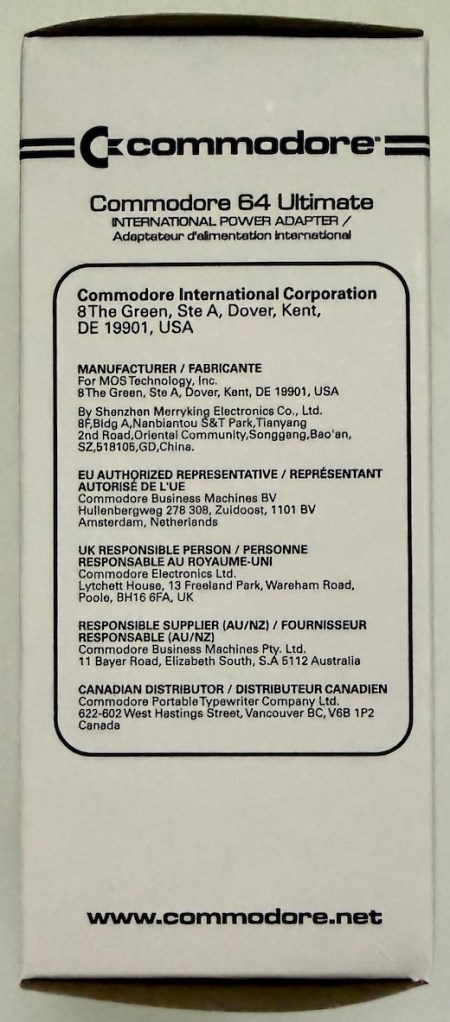 commodore
Commodore 64 Ultimate
INTERNATIONAL POWER ADAPTER /
Adaptateur d'alimentation international
Commodore International Corporation
8 The Green, Ste A, Dover, Kent,
DE 19901, USA
MANUFACTURER / FABRICANTE
For MOS Technology, Inc.
8 The Green, Ste A, Dover, Kent, DE 19901, USA
By Shenzhen Merryking Electronics Co., Ltd.
8F,Bldg A,Nanbiantou S&T Park,Tianyang
2nd Road,Oriental Community,Songgang,Bao'an,
SZ,518105,GD,China.
EU AUTHORIZED REPRESENTATIVE / REPRÉSENTANT
AUTORISÉ DE L'UE
Commodore Business Machines BV
Hullenbergweg 278 308, Zuidoost, 1101 BV
Amsterdam, Netherlands
UK RESPONSIBLE PERSON / PERSONNE
RESPONSABLE AU ROYAUME-UNI
Commodore Electronics Ltd.
Lytchett House, 13 Freeland Park, Wareham Road,
Poole, BH16 6FA, UK
RESPONSIBLE SUPPLIER (AU/NZ) / FOURNISSEUR
RESPONSABLE (AU/NZ)
Commodore Business Machines Pty. Ltd.
11 Bayer Road, Elizabeth South, S.A 5112 Australia
CANADIAN DISTRIBUTOR / DISTRIBUTEUR CANADIEN
Commodore Portable Typewriter Company Ltd.
622-602 West Hastings Street, Vancouver BC, V6B 1P2
Canada
www.commodore.net